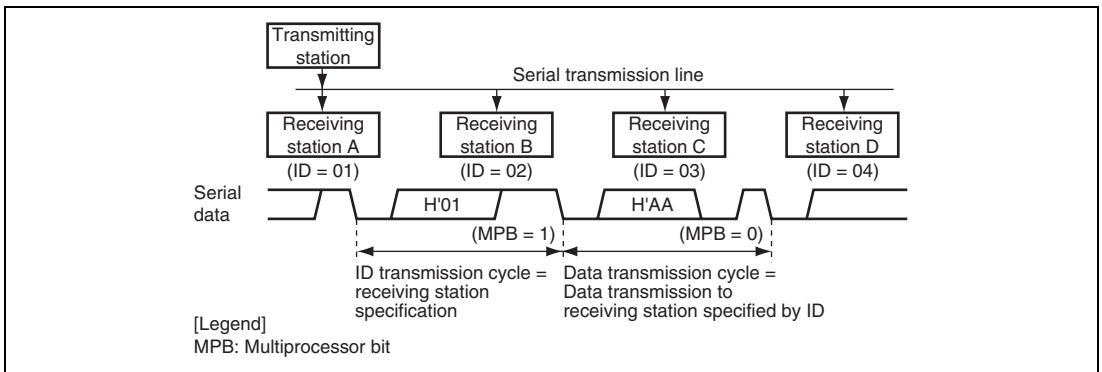 Transmitting
station
Serial transmission line
Receiving
station A
Receiving
station B
Receiving
station C
Receiving
station D
(ID = 01)
(ID = 02)
(ID = 03)
(ID = 04)
Serial
data
H'01
H'AA
(MPB = 1)
(MPB = 0)
ID transmission cycle =
receiving station
specification
Data transmission cycle =
Data transmission to
receiving station specified by ID
[Legend]
MPB: Multiprocessor bit